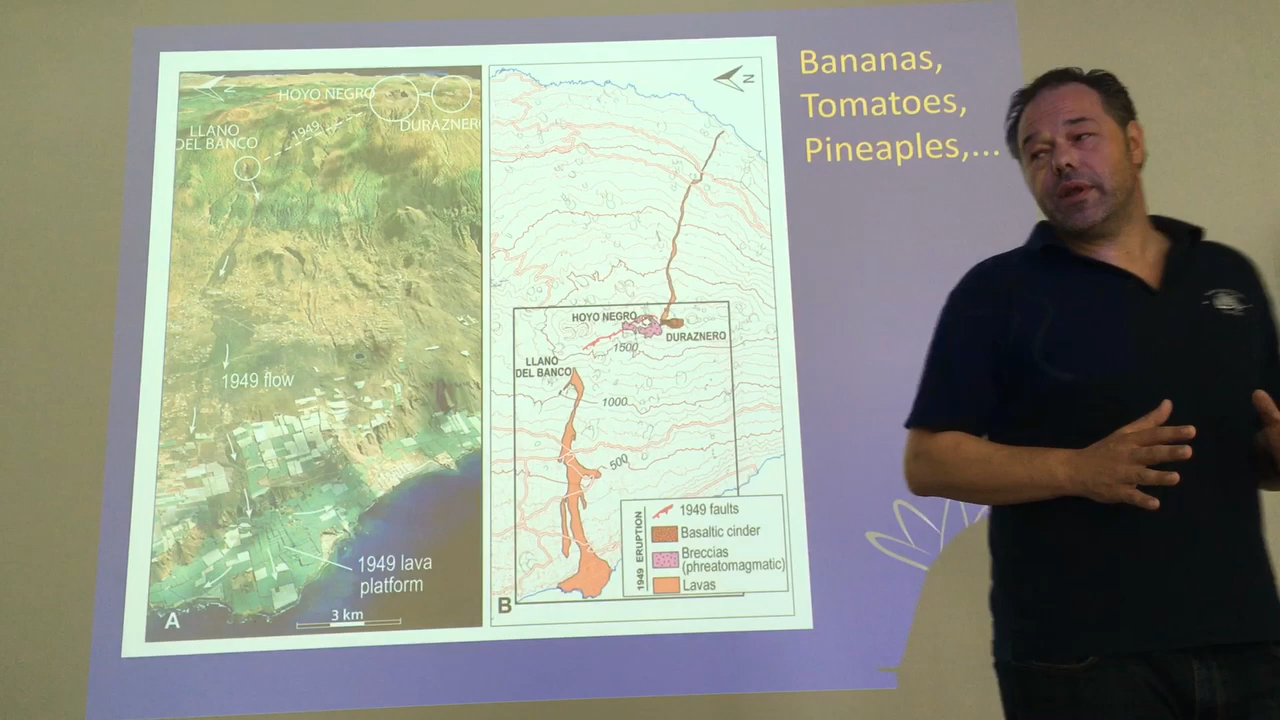 Bananas,
Tomatoes,
Pineaples,...
N
HOYO NEGRO
DURAZNER
LLANO
DEL BANCO
1949
1949 flow
1949 lava
platform
3 km
A
N
HOYO NEGRO
DURAZNERO
1500
LLANO
DEL BANCO
1000
500
1949 ERUPTION
1949 faults
Basaltic cinder
Breccias
(phreatomagmatic)
Lavas
B